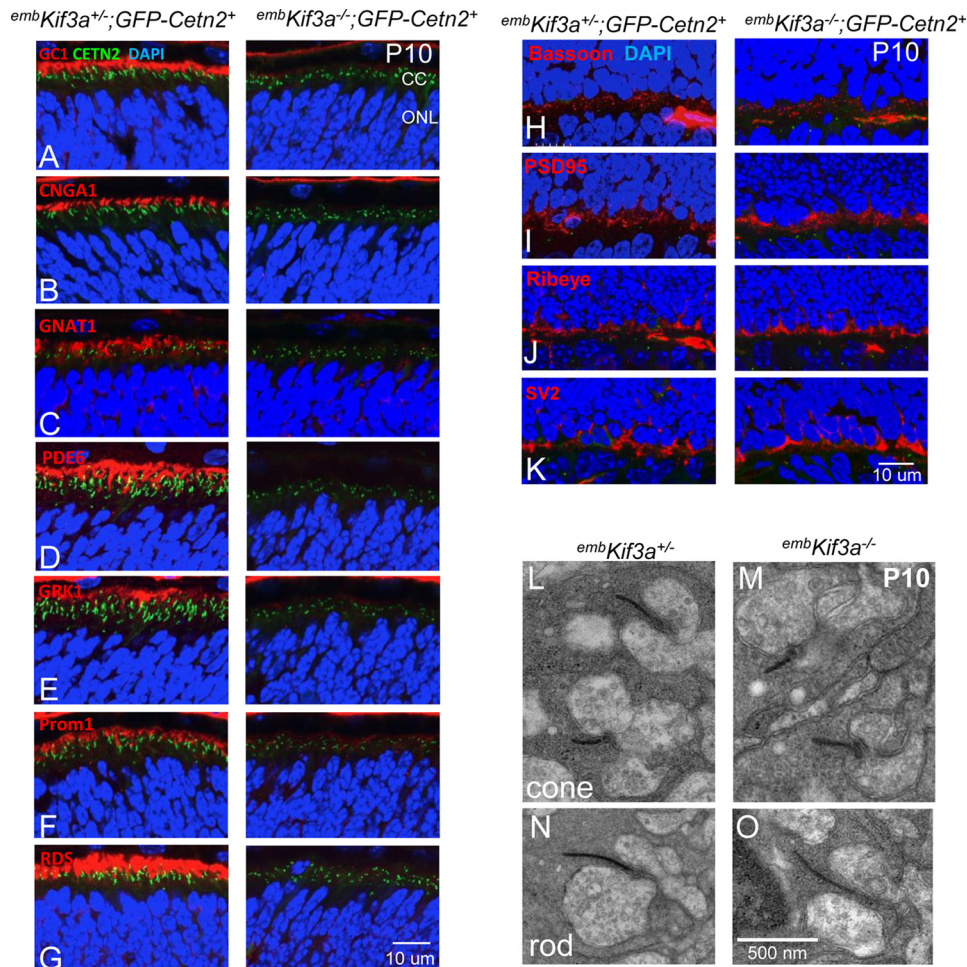 embKif3a+/-;GFP-Cetn2+ embKif3a-/-;GFP-Cetn2+
GC1 CETN2 DAPI
P10
CC
ONL
A
CNGA1
B
GNAT1
C
PDE6
D
GRK1
E
Prom1
F
RDS
G
10 um
embKif3a+/-;GFP-Cetn2+ embKif3a-/-;GFP-Cetn2+
Bassoon DAPI
P10
H
PSD95
I
Ribeye
J
SV2
K
10 um
embKif3a+/- embKif3a-/-
L
M
P10
cone
N
O
rod
500 nm